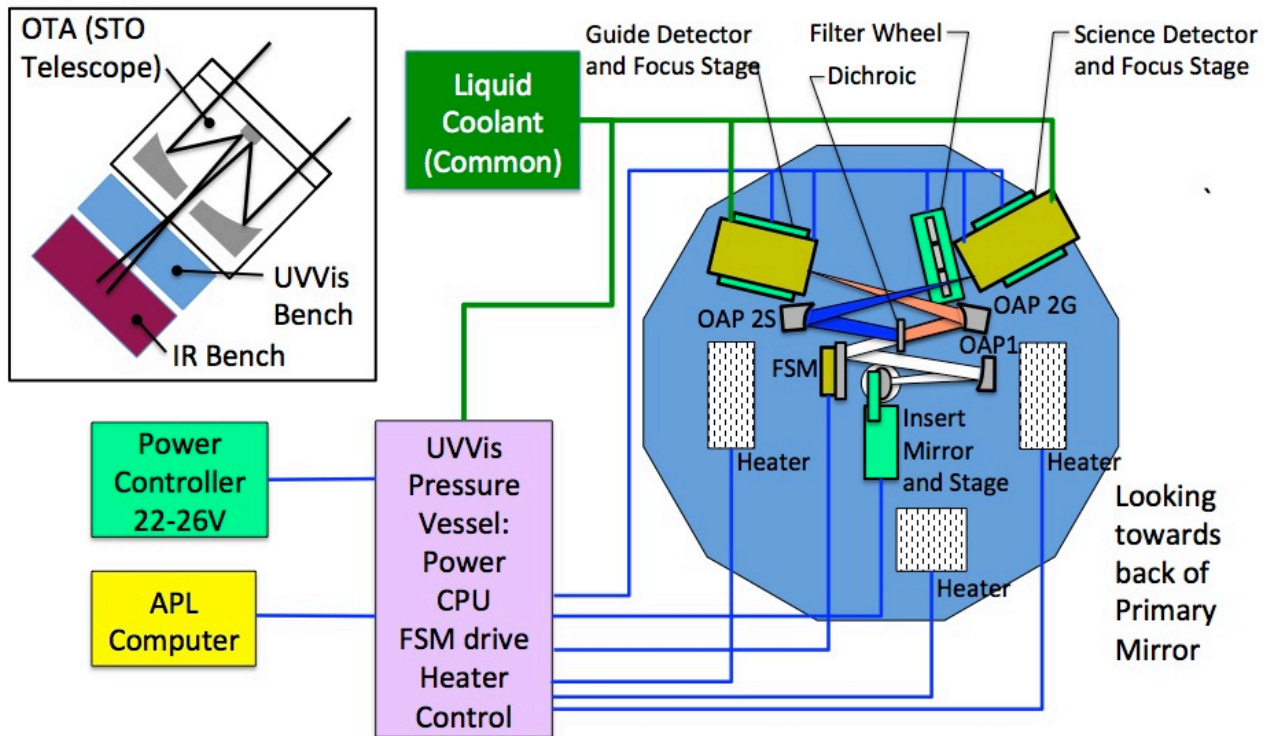 OTA (STO
Telescope)
UVVis
Bench
IR Bench
Liquid
Coolant
(Common)
Guide Detector
and Focus Stage
Filter Wheel
Dichroic
Science Detector
and Focus Stage
`
OAP 2S
OAP 2G
OAP1
FSM
Insert
Mirror
and Stage
Heater
Heater
Heater
Looking
towards
back of
Primary
Mirror
Power
Controller
22-26V
APL
Computer
UVVis
Pressure
Vessel:
Power
CPU
FSM drive
Heater
Control